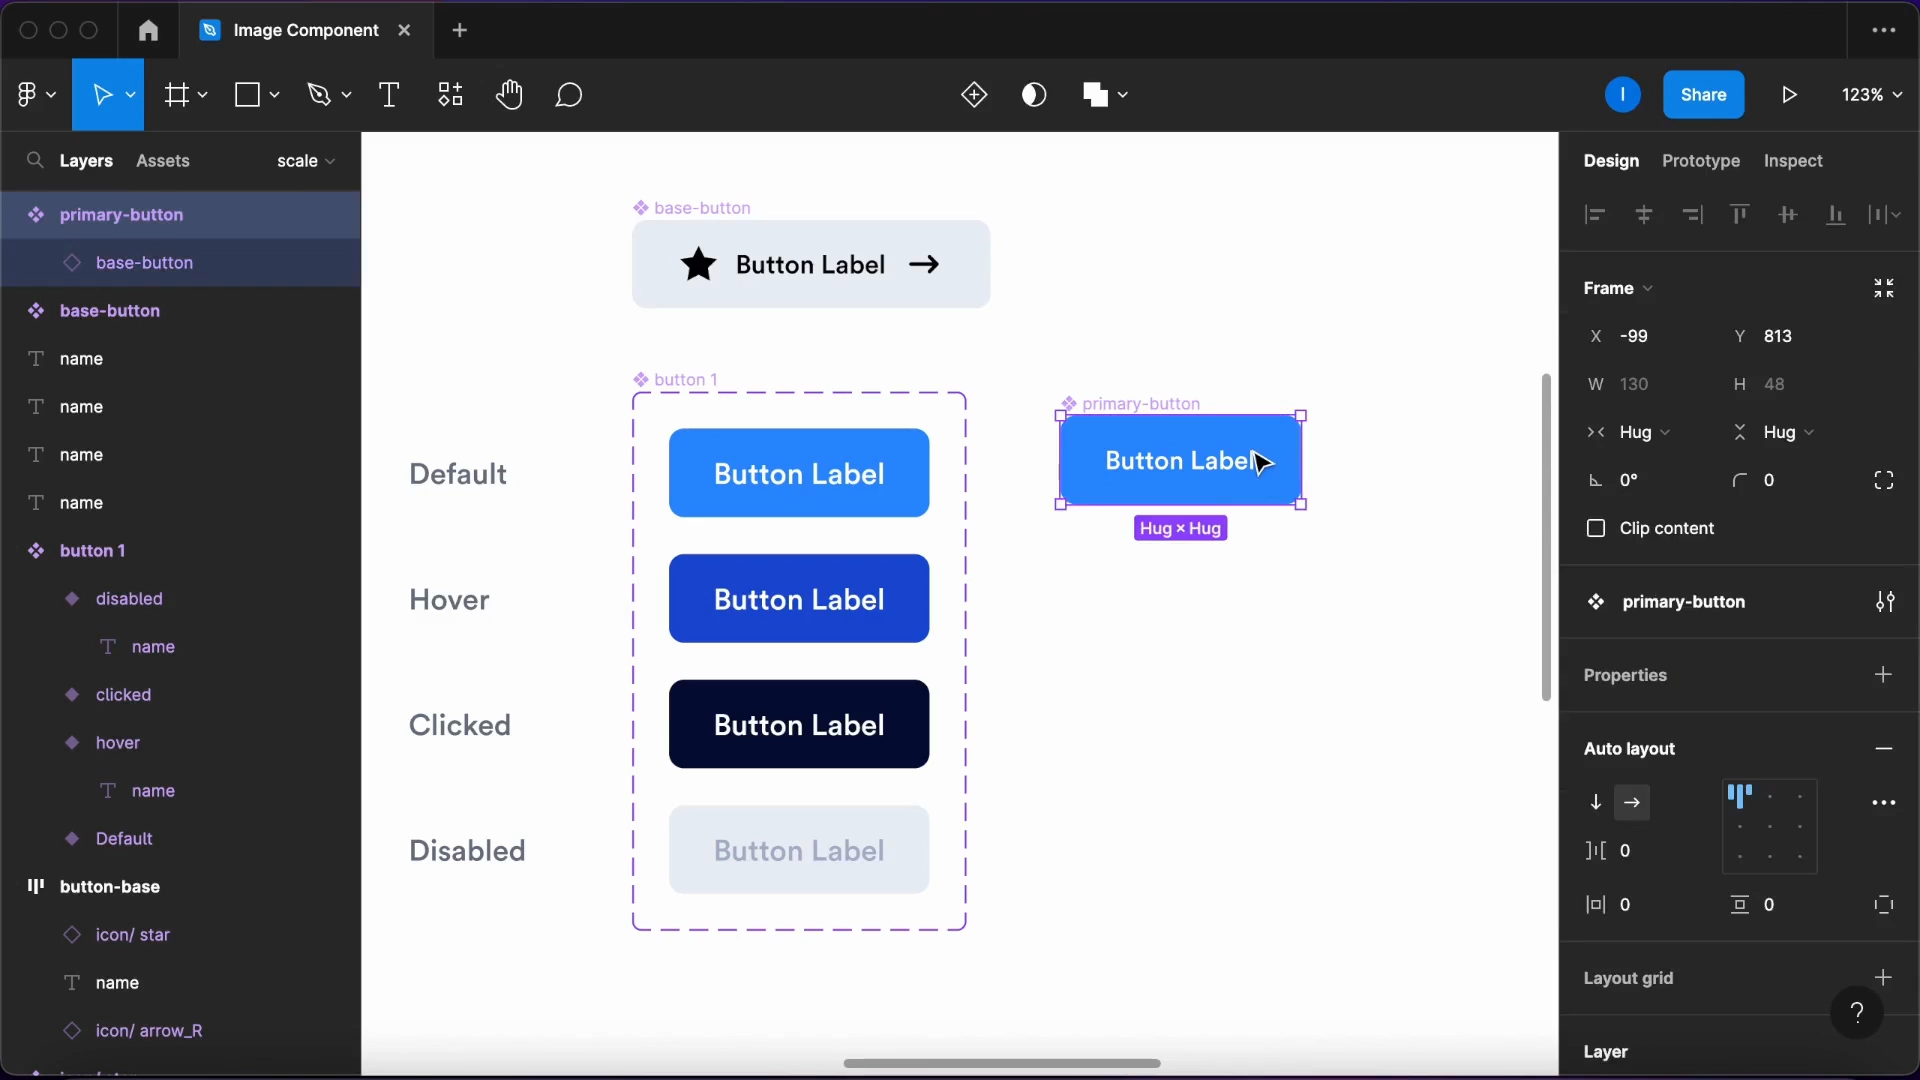 Image Component
Share
123%
Layers
Assets
scale
Design
Prototype
Inspect
primary-button
base-button
base-button
name
name
name
name
button 1
disabled
name
clicked
hover
name
Default
button-base
icon/ star
name
icon/ arrow_R
base-button
Button Label
button 1
Default
Button Label
Hover
Button Label
Clicked
Button Label
Disabled
Button Label
primary-button
Button Label
Hug × Hug
Frame
X -99
Y 813
W 130
H 48
Hug
Hug
0°
0
Clip content
primary-button
Properties
Auto layout
0
0
0
Layout grid
?
Layer